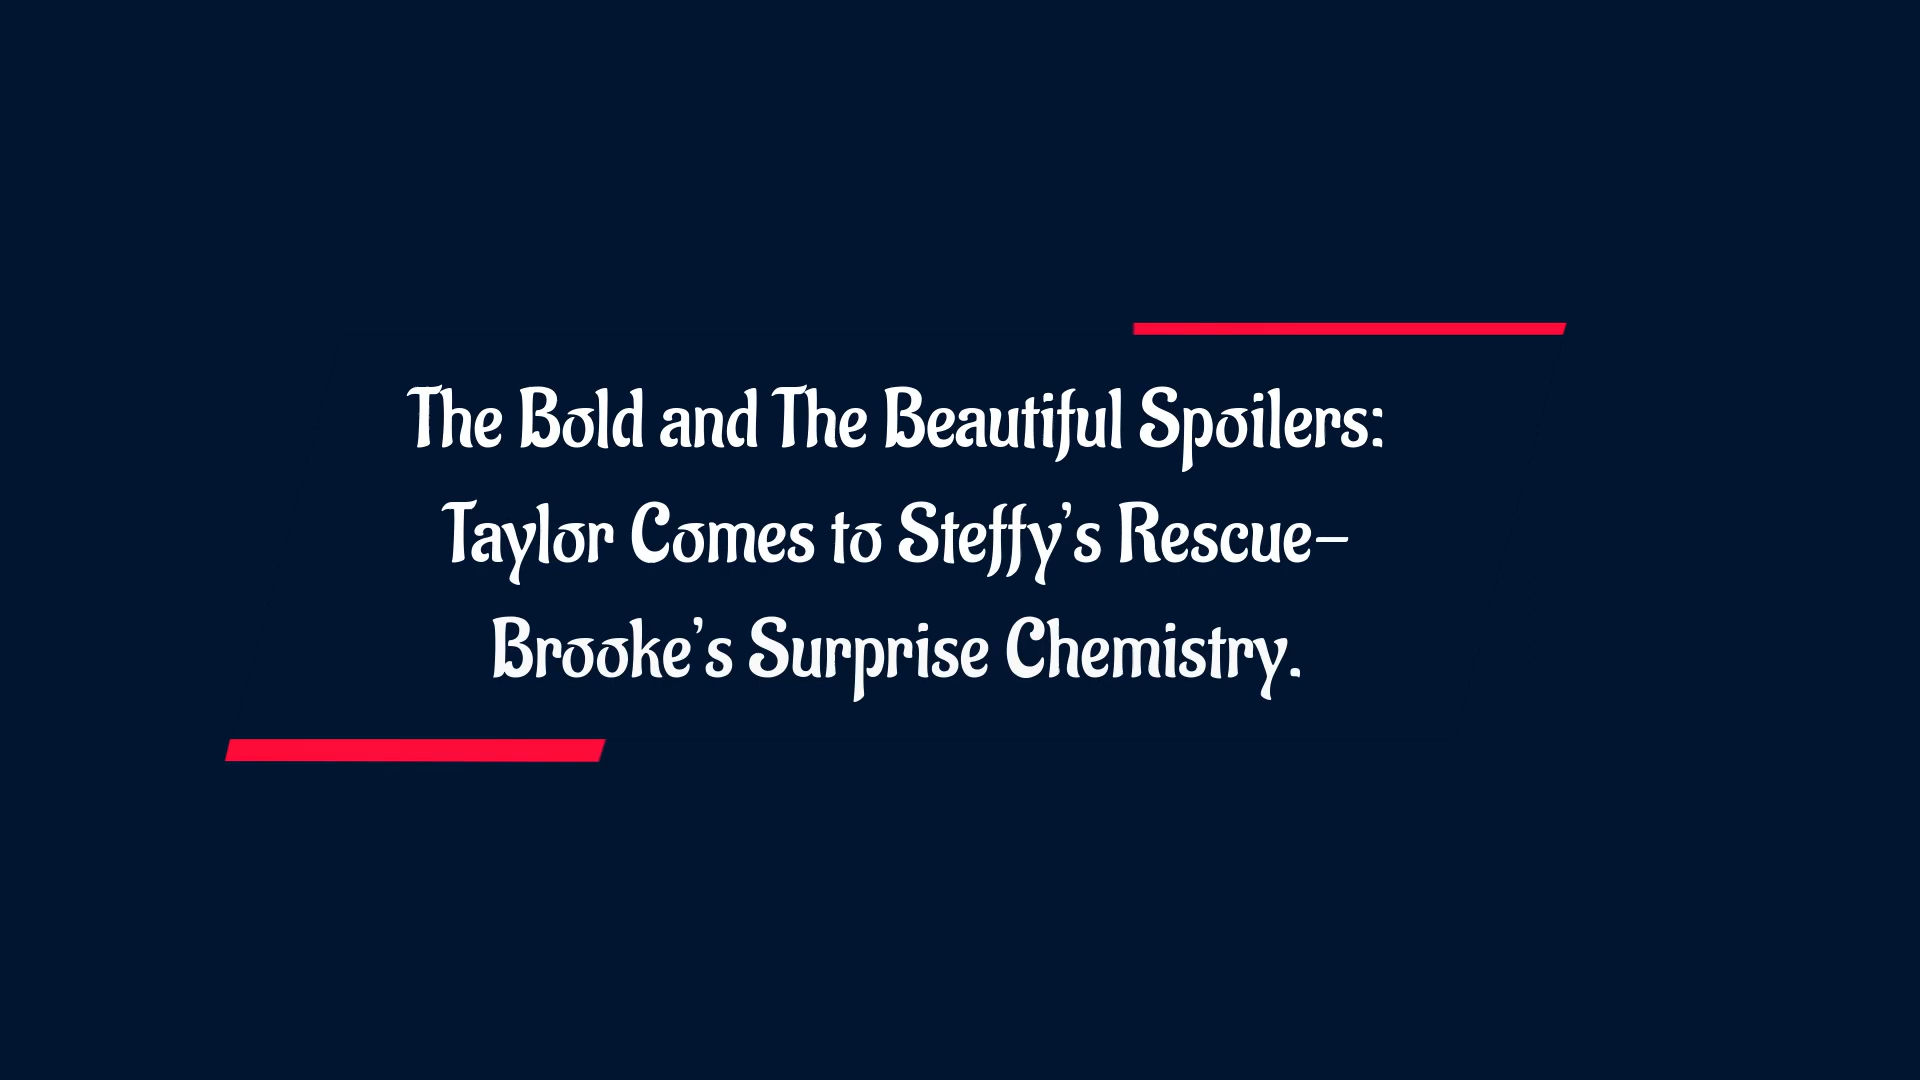 The Bold and The Beautiful Spoilers:
Taylor Comes to Steffy’s Rescue–
Brooke’s Surprise Chemistry.